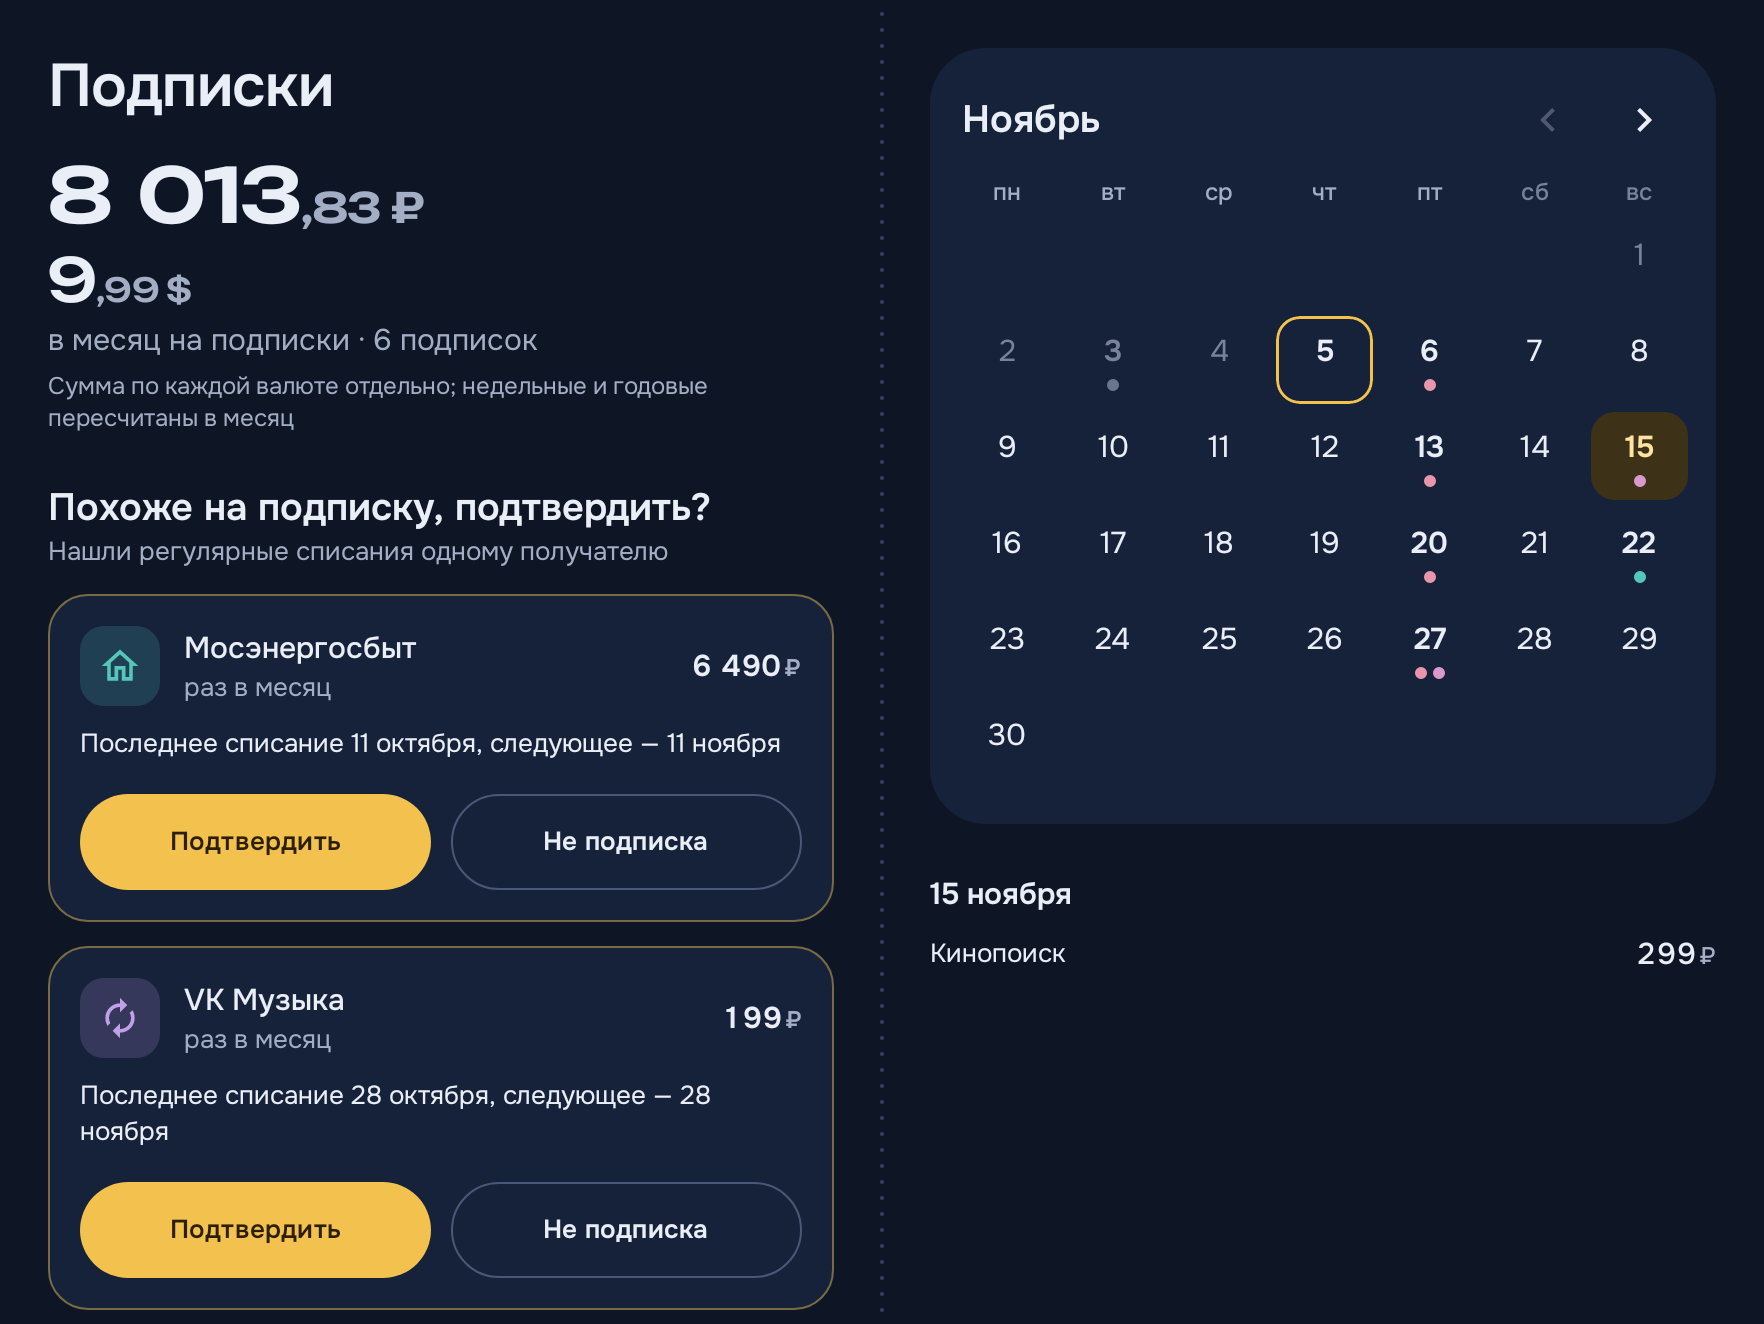 Подписки
8 013,83 ₽
9,99 $
в месяц на подписки · 6 подписок
Сумма по каждой валюте отдельно; недельные и годовые
пересчитаны в месяц
Похоже на подписку, подтвердить?
Нашли регулярные списания одному получателю
Мосэнергосбыт
раз в месяц
6 490 ₽
Последнее списание 11 октября, следующее — 11 ноября
Подтвердить
Не подписка
VK Музыка
раз в месяц
199 ₽
Последнее списание 28 октября, следующее — 28
ноября
Подтвердить
Не подписка
Ноябрь
пн вт ср чт пт сб вс
1
2 3 4 5 6 7 8
9 10 11 12 13 14 15
16 17 18 19 20 21 22
23 24 25 26 27 28 29
30
15 ноября
Кинопоиск
299 ₽